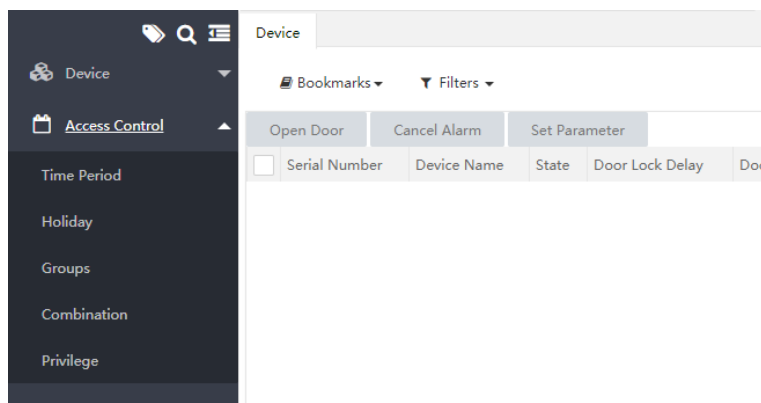 Device
Device
Bookmarks Filters
Access Control
Open Door Cancel Alarm Set Parameter
Serial Number Device Name State Door Lock Delay
Time Period
Holiday
Groups
Combination
Privilege